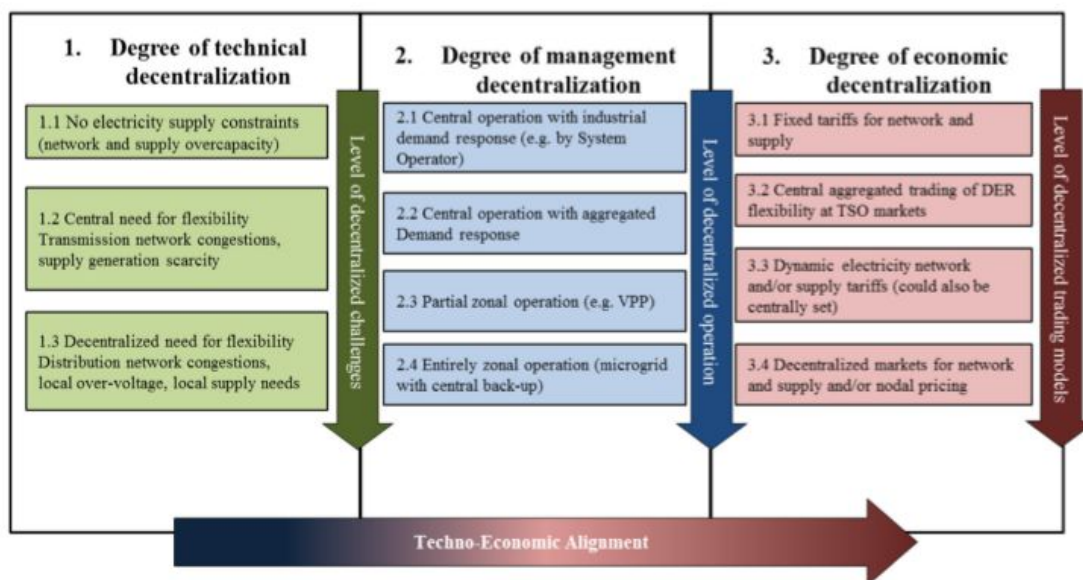 1. Degree of technical
decentralization
1.1 No electricity supply constraints
(network and supply overcapacity)
1.2 Central need for flexibility
Transmission network congestions,
supply generation scarcity
1.3 Decentralized need for flexibility
Distribution network congestions,
local over-voltage, local supply needs
Level of decentralized challenges
2. Degree of management
decentralization
2.1 Central operation with industrial
demand response (e.g. by System
Operator)
2.2 Central operation with aggregated
Demand response
2.3 Partial zonal operation (e.g. VPP)
2.4 Entirely zonal operation (microgrid
with central back-up)
Level of decentralized operation
3. Degree of economic
decentralization
3.1 Fixed tariffs for network and
supply
3.2 Central aggregated trading of DER
flexibility at TSO markets
3.3 Dynamic electricity network
and/or supply tariffs (could also be
centrally set)
3.4 Decentralized markets for network
and supply and/or nodal pricing
Level of decentralized trading models
Techno-Economic Alignment